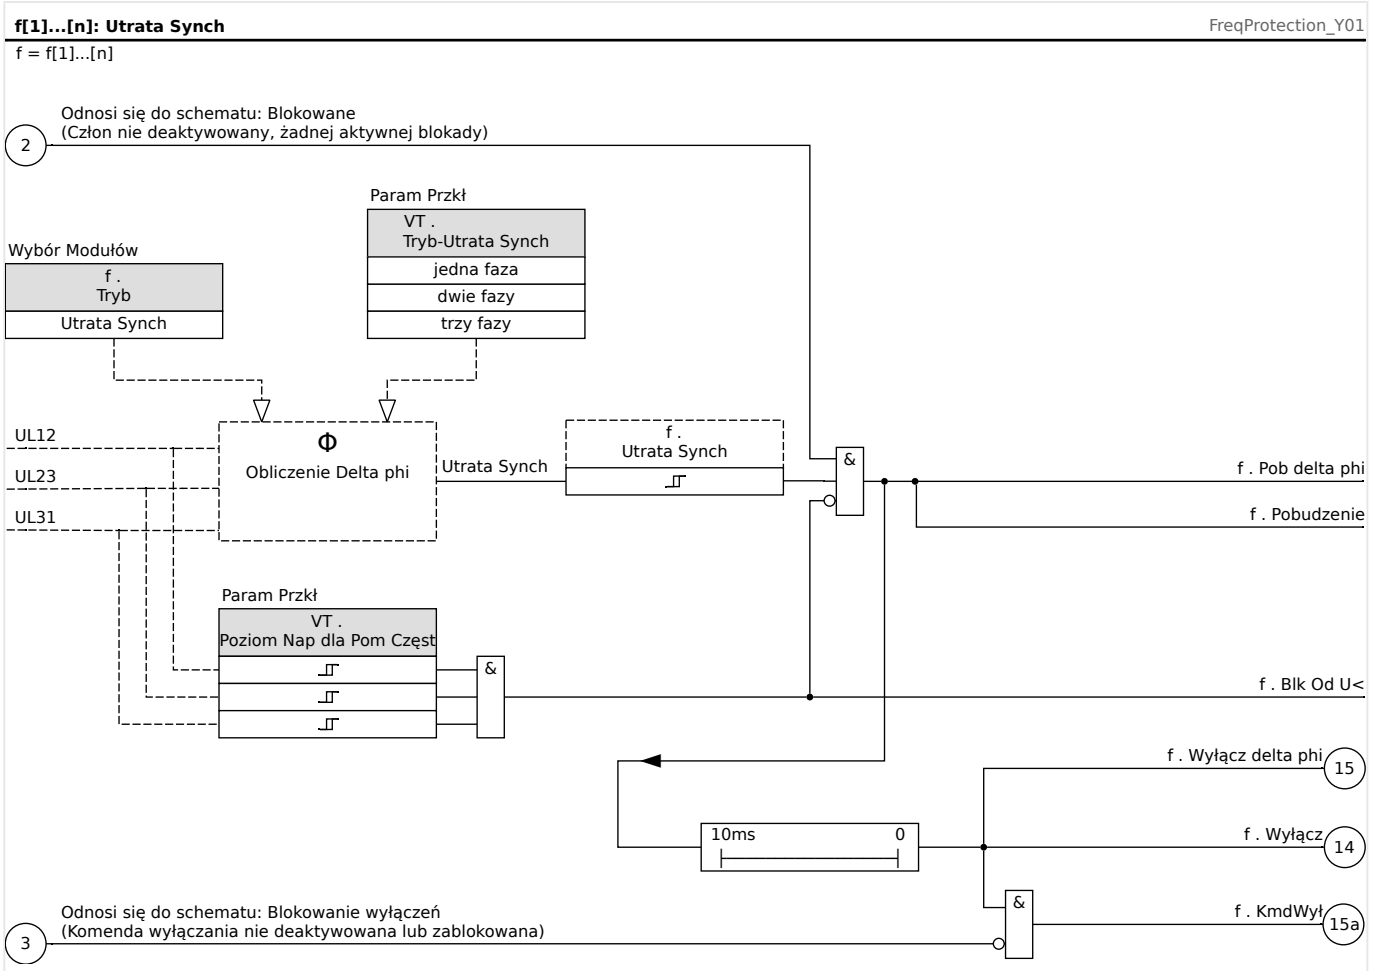 f[1]...[n]: Utrata Synch
FreqProtection_Y01
f = f[1]...[n]
Odnosi się do schematu: Blokowane
(Człon nie deaktywowany, żadnej aktywnej blokady)
2
Param Przkł
VT .
Tryb-Utrata Synch
jedna faza
dwie fazy
trzy fazy
Wybór Modułów
f .
Tryb
Utrata Synch
UL12
UL23
UL31
Φ
Obliczenie Delta phi
Utrata Synch
f .
Utrata Synch
&
f . Pob delta phi
f . Pobudzenie
Param Przkł
VT .
Poziom Nap dla Pom Częst
&
f . Blk Od U<
f . Wyłącz delta phi
15
10ms 0
f . Wyłącz
14
&
f . KmdWył
15a
Odnosi się do schematu: Blokowanie wyłączeń
(Komenda wyłączania nie deaktywowana lub zablokowana)
3